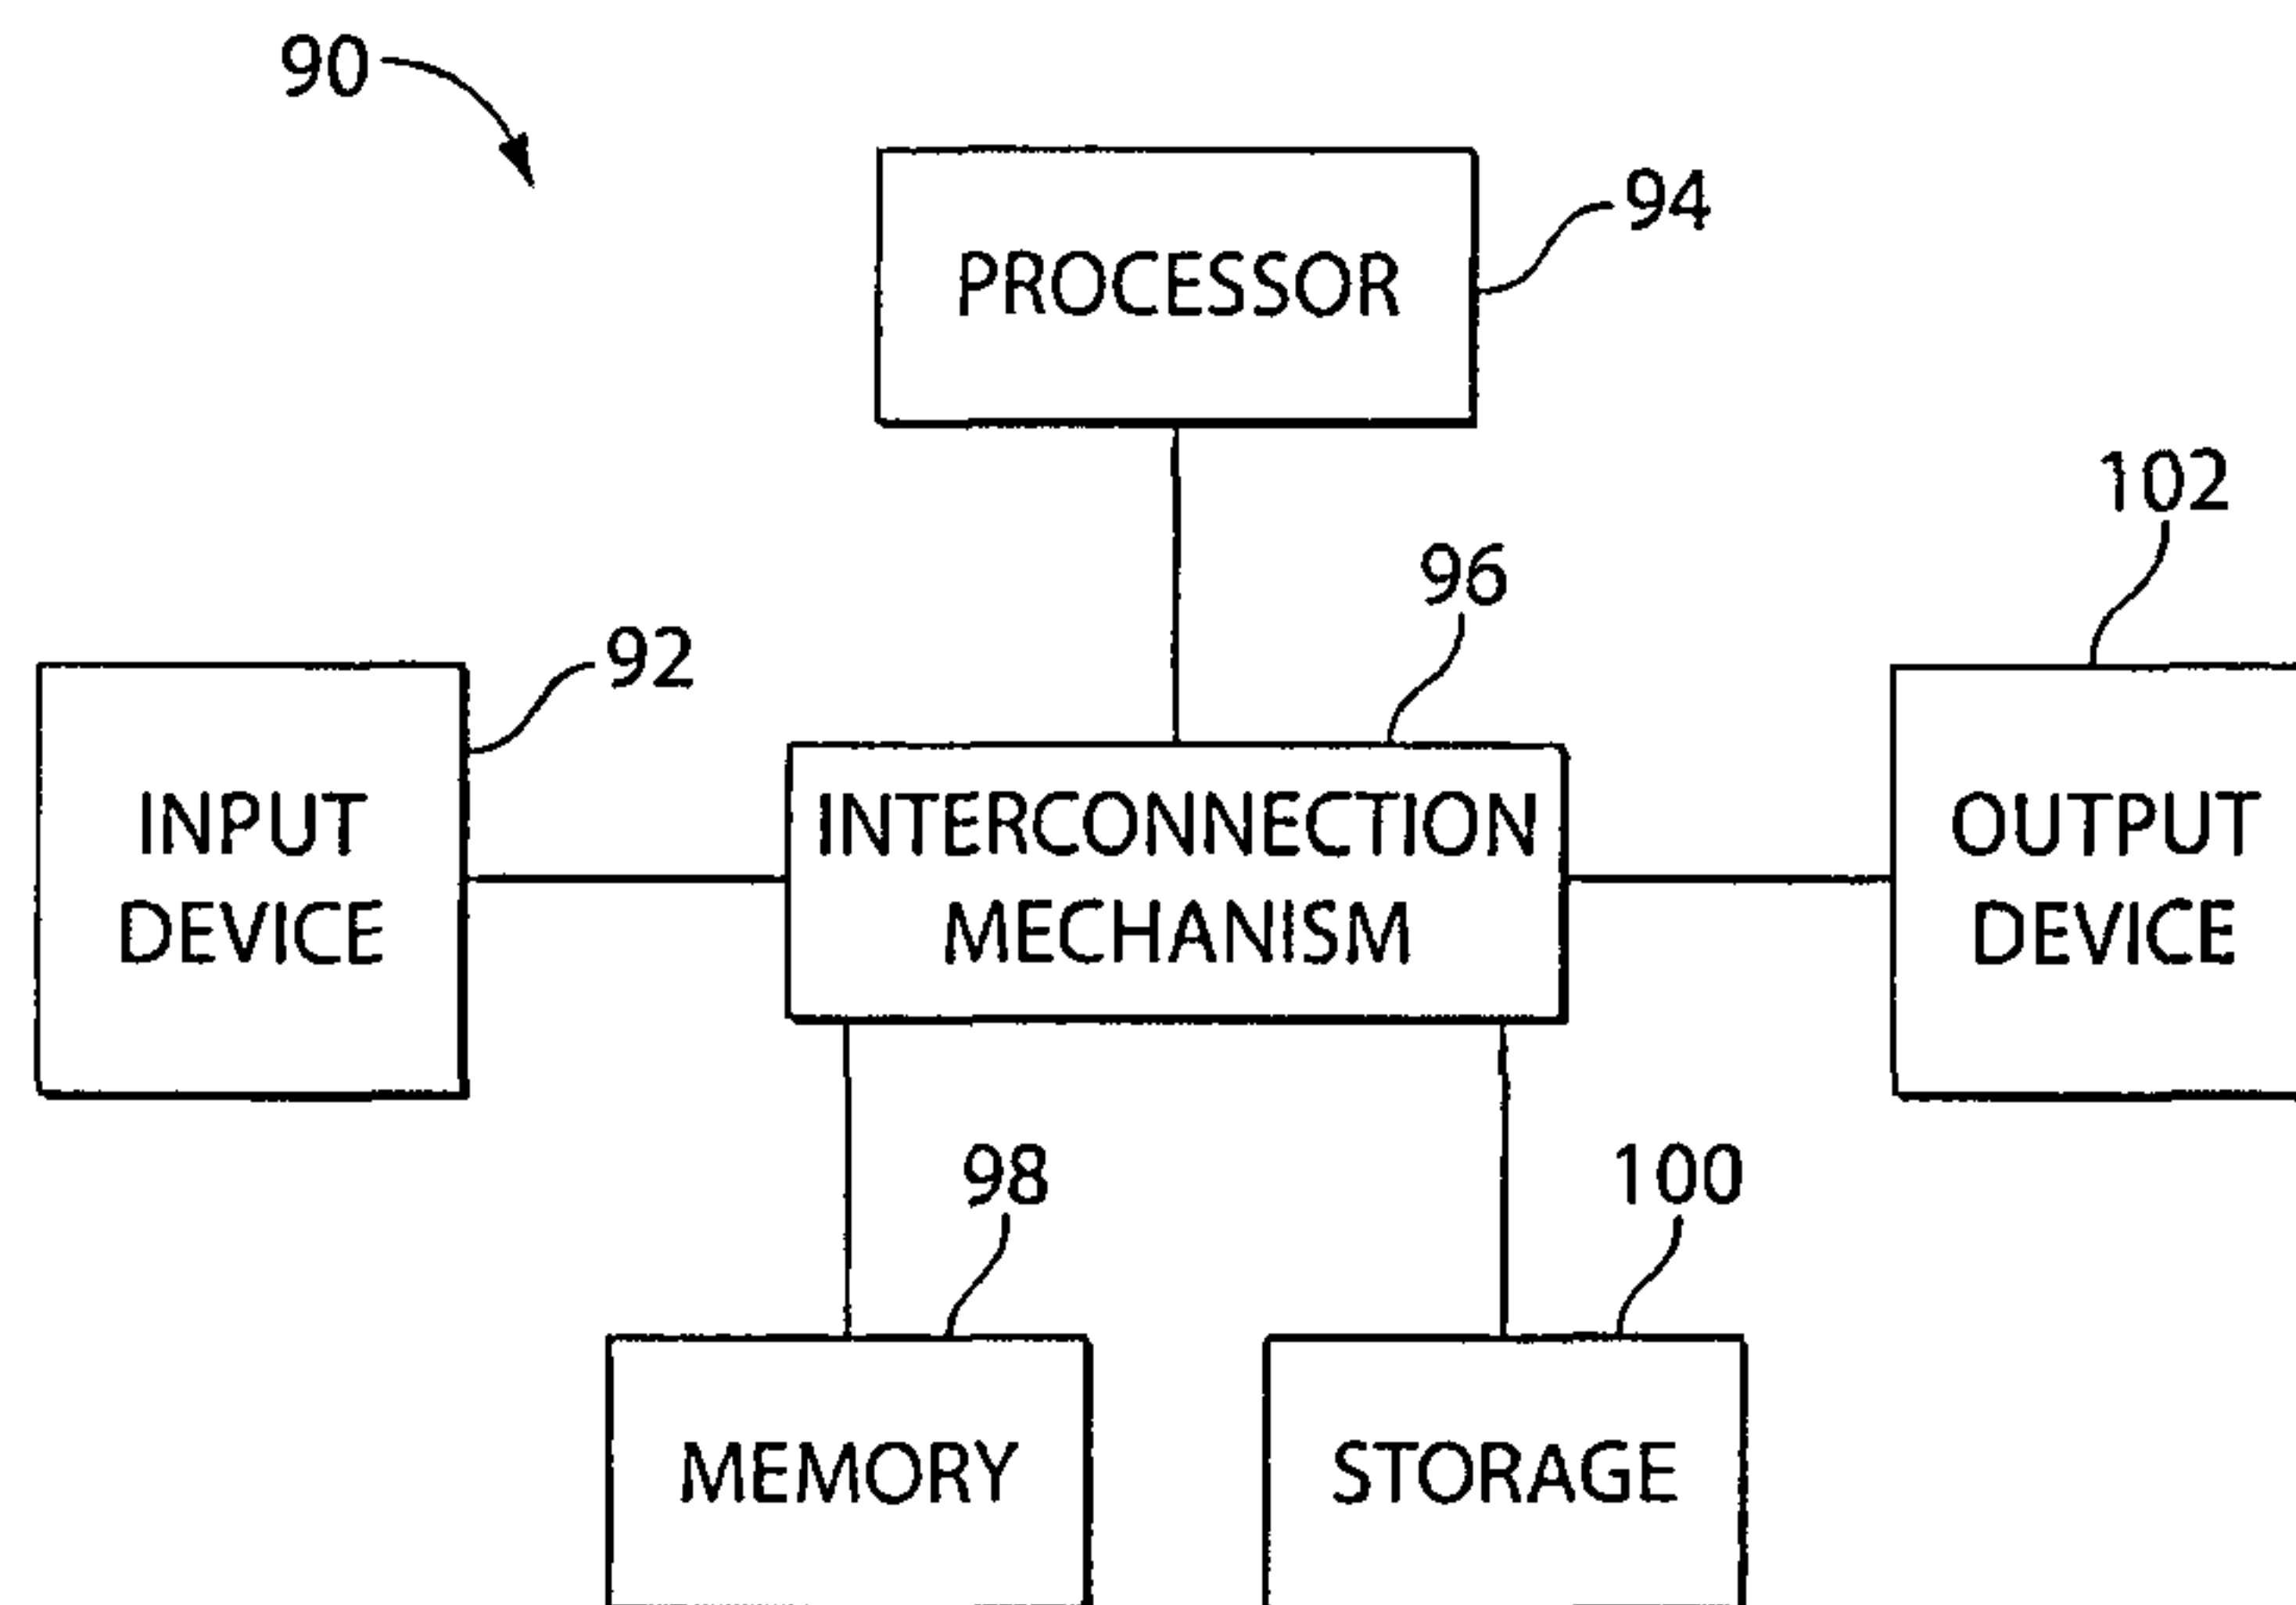 90
PROCESSOR
94
102
96
92
INPUT
DEVICE
INTERCONNECTION
MECHANISM
OUTPUT
DEVICE
98
100
MEMORY
STORAGE